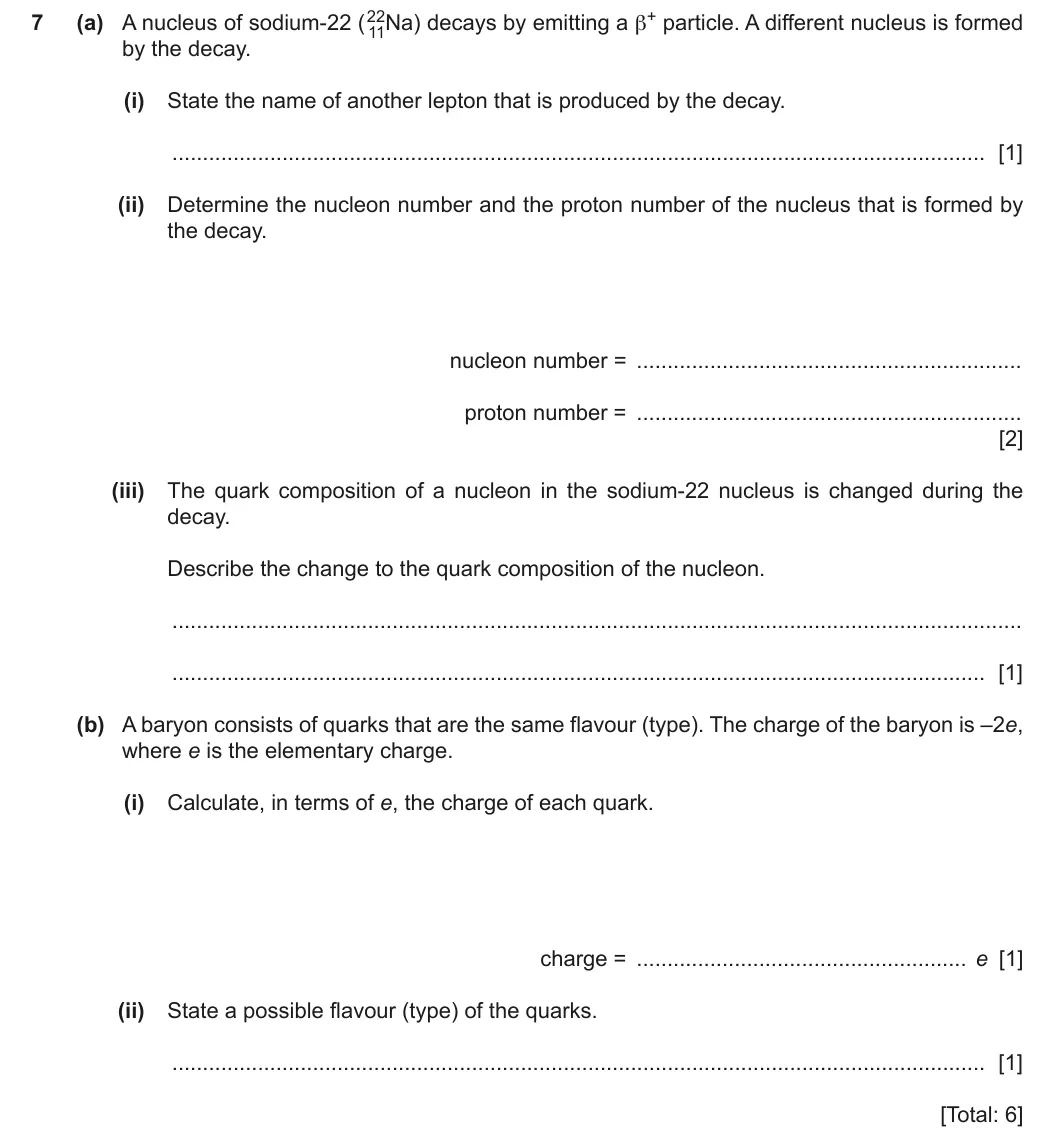 7 (a) A nucleus of sodium-22 (²²₁₁Na) decays by emitting a β⁺ particle. A different nucleus is formed
by the decay.
(i) State the name of another lepton that is produced by the decay.
.................................................................................................................................... [1]
(ii) Determine the nucleon number and the proton number of the nucleus that is formed by
the decay.
nucleon number = ...............................................................
proton number = ...............................................................
[2]
(iii) The quark composition of a nucleon in the sodium-22 nucleus is changed during the
decay.
Describe the change to the quark composition of the nucleon.
..........................................................................................................................................
.................................................................................................................................... [1]
(b) A baryon consists of quarks that are the same flavour (type). The charge of the baryon is –2e,
where e is the elementary charge.
(i) Calculate, in terms of e, the charge of each quark.
charge = ...................................................... e [1]
(ii) State a possible flavour (type) of the quarks.
.................................................................................................................................... [1]
[Total: 6]